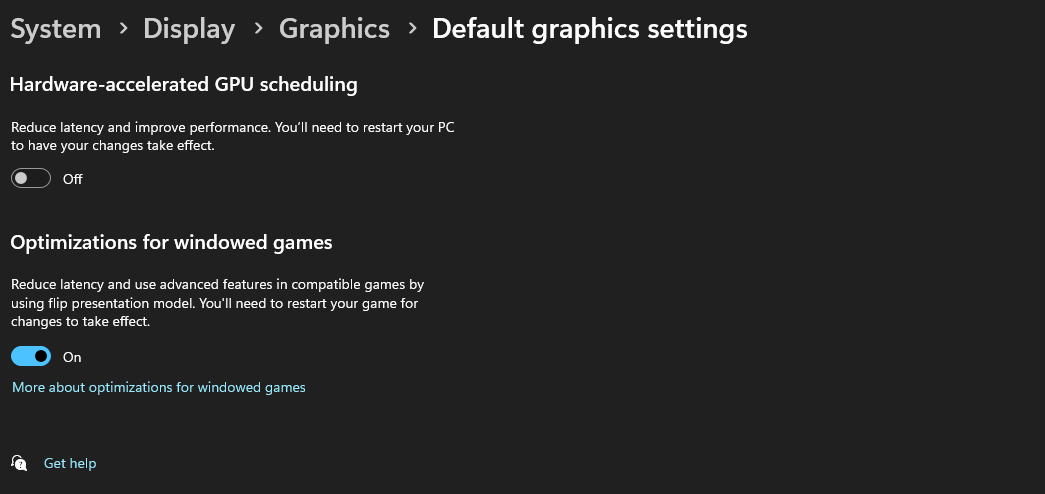 System > Display > Graphics > Default graphics settings
Hardware-accelerated GPU scheduling
Reduce latency and improve performance. You'll need to restart your PC
to have your changes take effect.
Off
Optimizations for windowed games
Reduce latency and use advanced features in compatible games by
using flip presentation model. You'll need to restart your game for
changes to take effect.
On
More about optimizations for windowed games
Get help